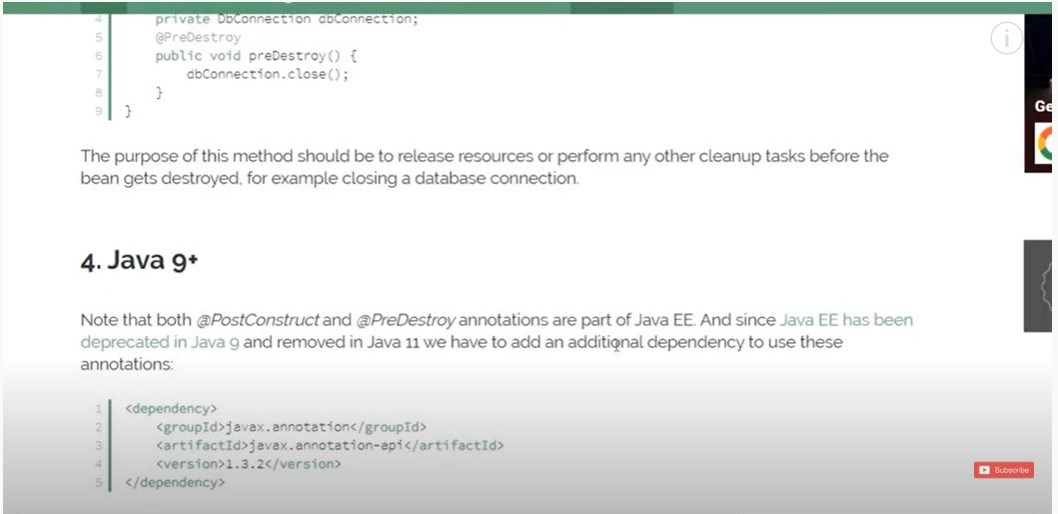 4 private DbConnection dbConnection;
5 @PreDestroy
6 public void preDestroy() {
7 dbConnection.close();
8 }
9 }
The purpose of this method should be to release resources or perform any other cleanup tasks before the
bean gets destroyed, for example closing a database connection.
4. Java 9+
Note that both @PostConstruct and @PreDestroy annotations are part of Java EE. And since Java EE has been
deprecated in Java 9 and removed in Java 11 we have to add an additional dependency to use these
annotations:
1 <dependency>
2 <groupId>javax.annotation</groupId>
3 <artifactId>javax.annotation-api</artifactId>
4 <version>1.3.2</version>
5 </dependency>
Ge
Subscribe